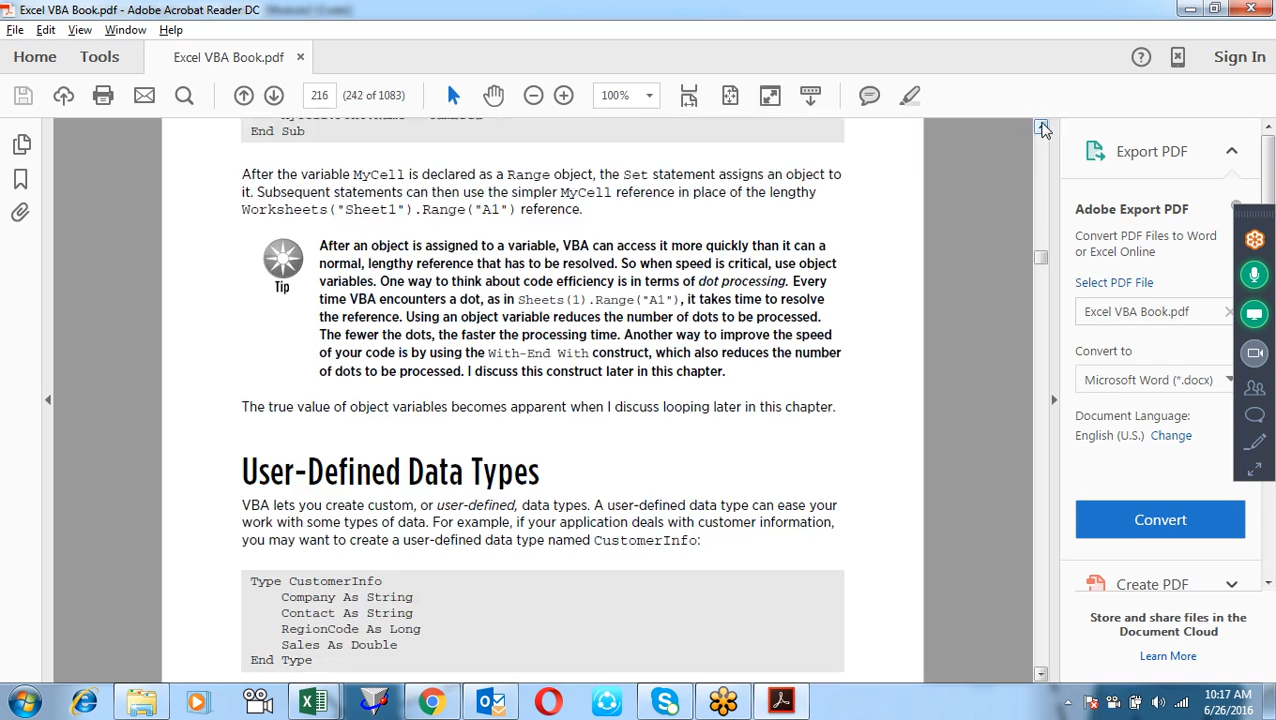 Excel VBA Book.pdf - Adobe Acrobat Reader DC
File Edit View Window Help
Home Tools Excel VBA Book.pdf × Sign In
216 (242 of 1083) 100%
End Sub
After the variable MyCell is declared as a Range object, the Set statement assigns an object to
it. Subsequent statements can then use the simpler MyCell reference in place of the lengthy
Worksheets("Sheet1").Range("A1") reference.
Tip
After an object is assigned to a variable, VBA can access it more quickly than it can a
normal, lengthy reference that has to be resolved. So when speed is critical, use object
variables. One way to think about code efficiency is in terms of dot processing. Every
time VBA encounters a dot, as in Sheets(1).Range("A1"), it takes time to resolve
the reference. Using an object variable reduces the number of dots to be processed.
The fewer the dots, the faster the processing time. Another way to improve the speed
of your code is by using the With-End With construct, which also reduces the number
of dots to be processed. I discuss this construct later in this chapter.
The true value of object variables becomes apparent when I discuss looping later in this chapter.
User-Defined Data Types
VBA lets you create custom, or user-defined, data types. A user-defined data type can ease your
work with some types of data. For example, if your application deals with customer information,
you may want to create a user-defined data type named CustomerInfo:
Type CustomerInfo
Company As String
Contact As String
RegionCode As Long
Sales As Double
End Type
Export PDF
Adobe Export PDF
Convert PDF Files to Word
or Excel Online
Select PDF File
Excel VBA Book.pdf
Convert to
Microsoft Word (*.docx)
Document Language:
English (U.S.) Change
Convert
Create PDF
Store and share files in the
Document Cloud
Learn More
10:17 AM
6/26/2016